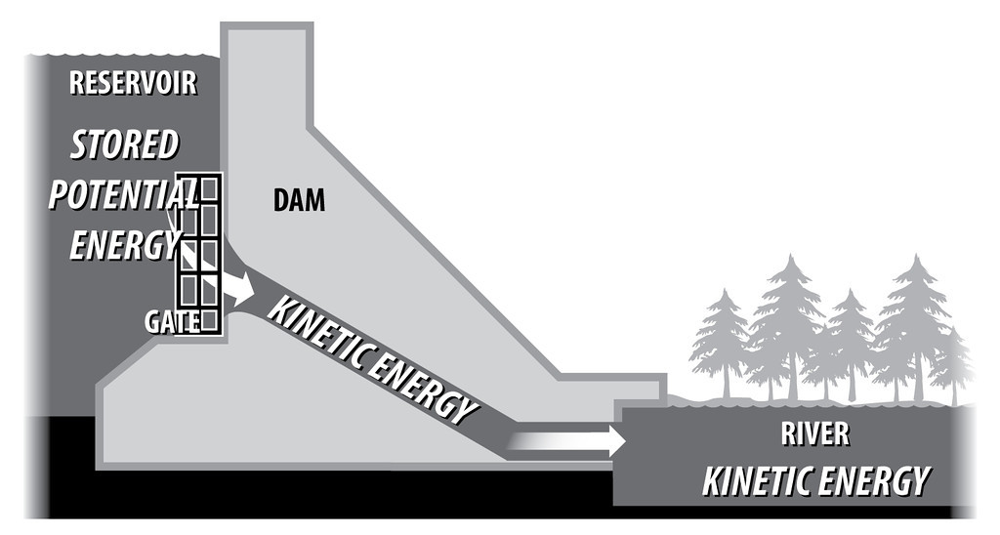 RESERVOIR
STORED
POTENTIAL
ENERGY
GATE
DAM
KINETIC ENERGY
RIVER
KINETIC ENERGY